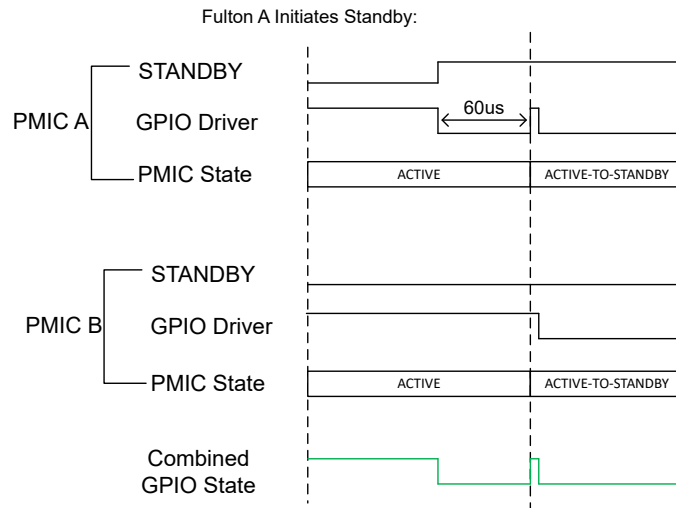 Fulton A Initiates Standby:
STANDBY
PMIC A
GPIO Driver
60us
PMIC State
ACTIVE
ACTIVE-TO-STANDBY
STANDBY
PMIC B
GPIO Driver
PMIC State
ACTIVE
ACTIVE-TO-STANDBY
Combined
GPIO State